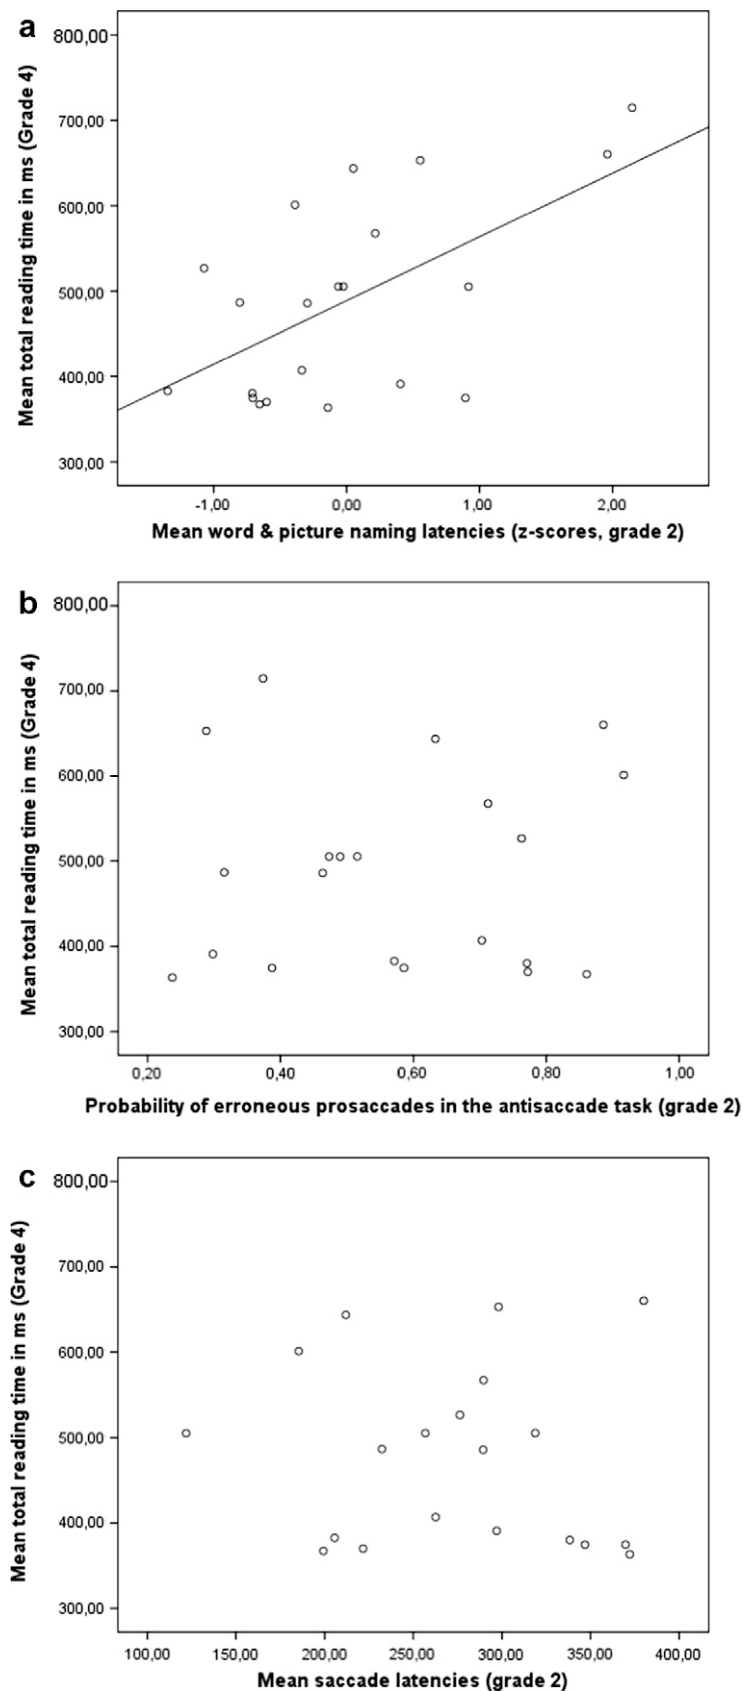 a
800,00
700,00
600,00
500,00
400,00
300,00
Mean total reading time in ms (Grade 4)
-1,00 0,00 1,00 2,00
Mean word & picture naming latencies (z-scores, grade 2)
b
800,00
700,00
600,00
500,00
400,00
300,00
Mean total reading time in ms (Grade 4)
0,20 0,40 0,60 0,80 1,00
Probability of erroneous prosaccades in the antisaccade task (grade 2)
c
800,00
700,00
600,00
500,00
400,00
300,00
Mean total reading time in ms (Grade 4)
100,00 150,00 200,00 250,00 300,00 350,00 400,00
Mean saccade latencies (grade 2)